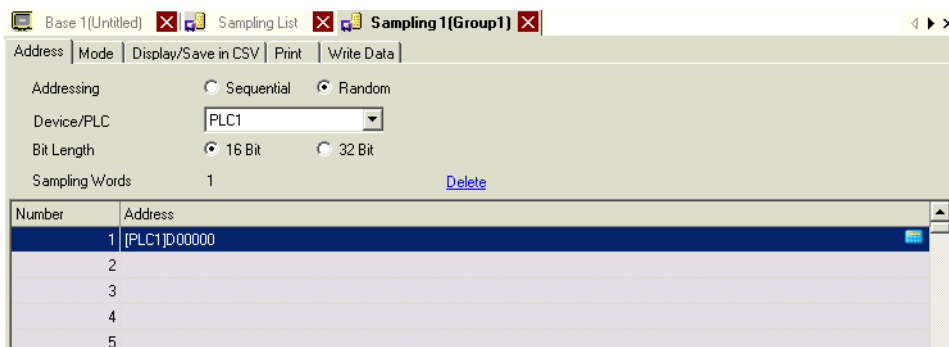 Base 1(Untitled) Sampling List Sampling 1(Group1)
Address Mode Display/Save in CSV Print Write Data
Addressing Sequential Random
Device/PLC PLC1
Bit Length 16 Bit 32 Bit
Sampling Words 1 Delete
Number Address
1 [PLC1]D00000
2
3
4
5